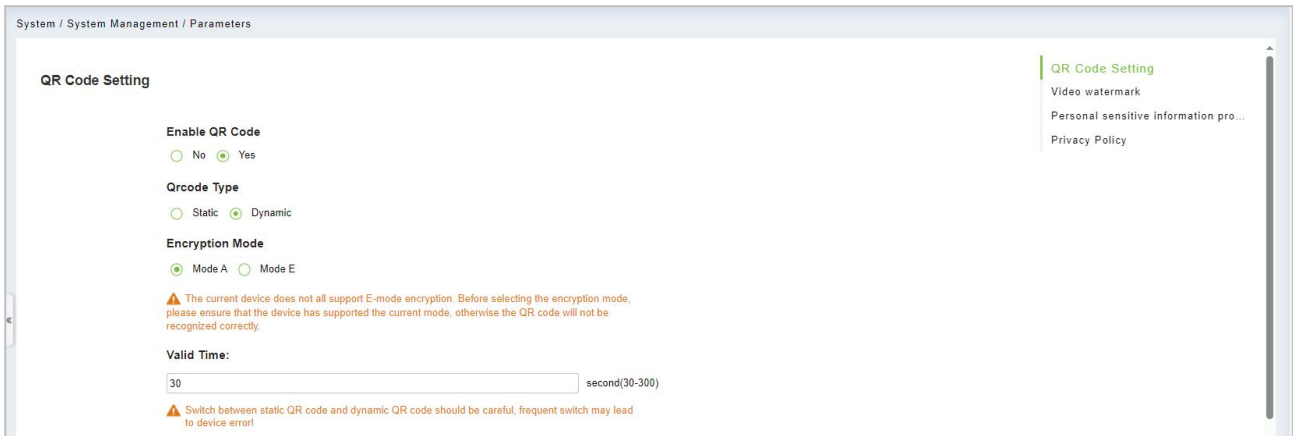 System / System Management / Parameters
QR Code Setting
Enable QR Code
No Yes
Qrcode Type
Static Dynamic
Encryption Mode
Mode A Mode E
The current device does not all support E-mode encryption. Before selecting the encryption mode,
please ensure that the device has supported the current mode, otherwise the QR code will not be
recognized correctly.
Valid Time:
30 second(30-300)
Switch between static QR code and dynamic QR code should be careful, frequent switch may lead
to device error!
QR Code Setting
Video watermark
Personal sensitive information pro...
Privacy Policy